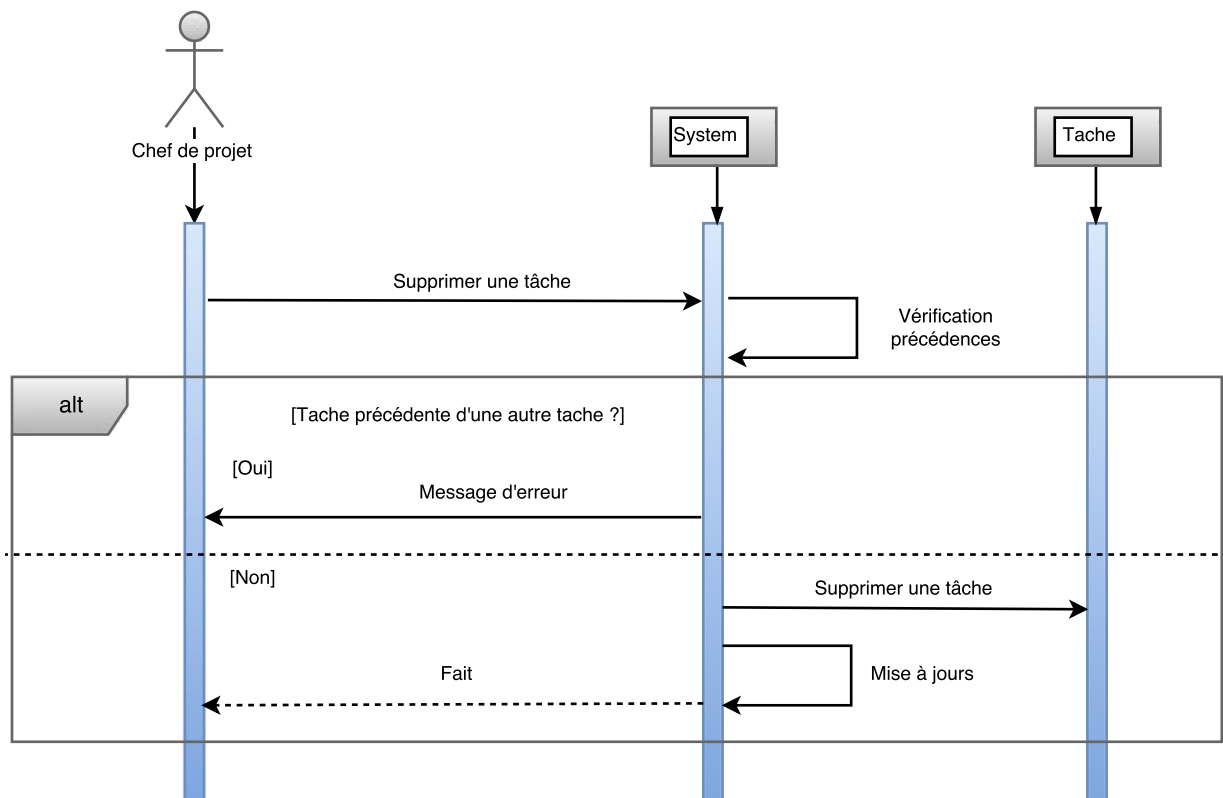 Chef de projet
System
Tache
Supprimer une tâche
Vérification
précédences
alt
[Tache précédente d'une autre tache ?]
[Oui]
Message d'erreur
[Non]
Supprimer une tâche
Fait
Mise à jours